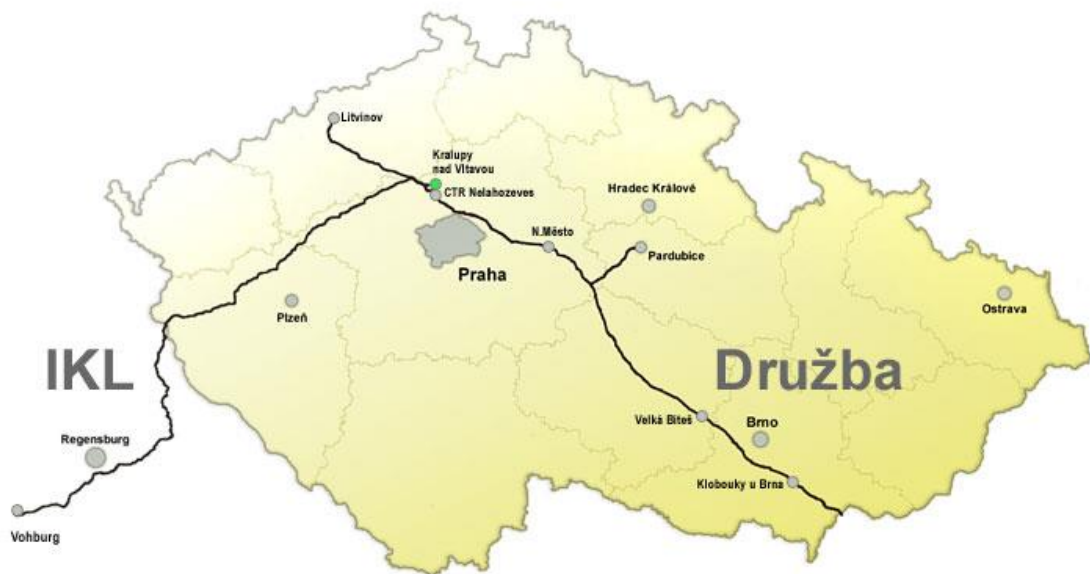 Litvínov
Kralupy
nad Vltavou
CTR Nelahozeves
Hradec Králové
N.Město
Pardubice
Praha
Plzeň
Ostrava
IKL
Družba
Velká Bíteš
Brno
Regensburg
Klobouky u Brna
Vohburg